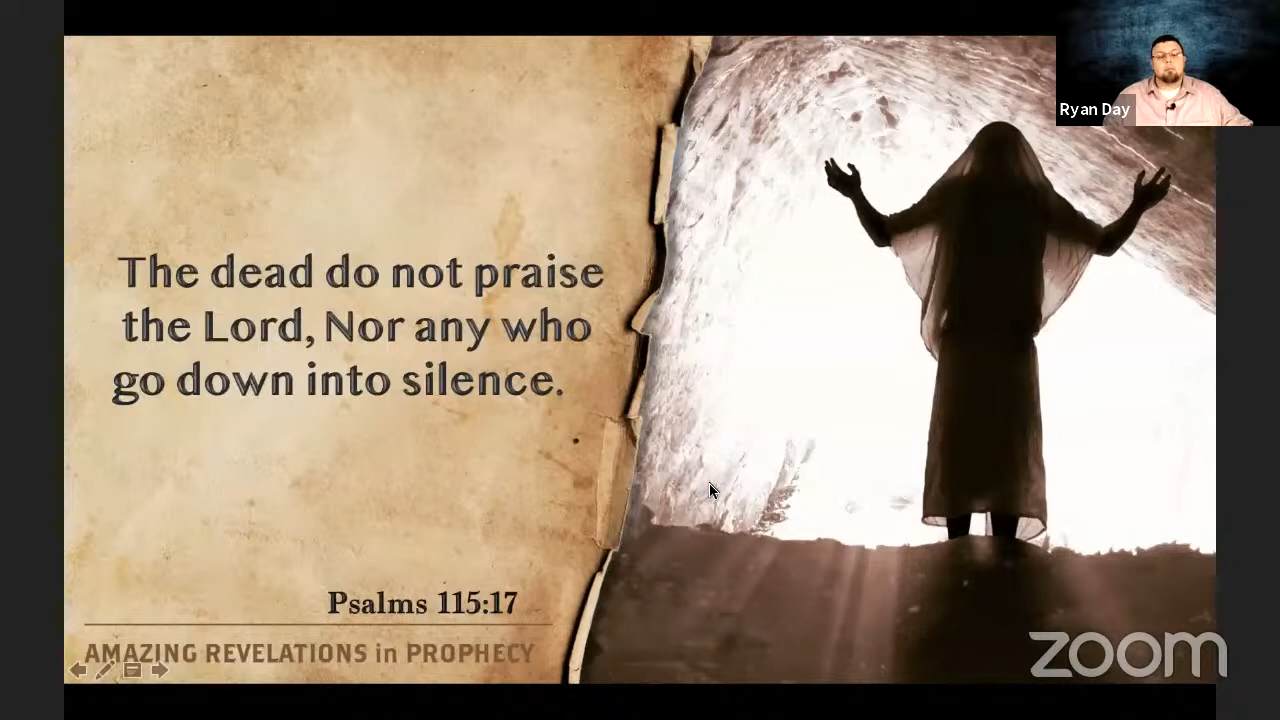 Ryan Day
The dead do not praise
the Lord, Nor any who
go down into silence.
Psalms 115:17
AMAZING REVELATIONS in PROPHECY
zoom